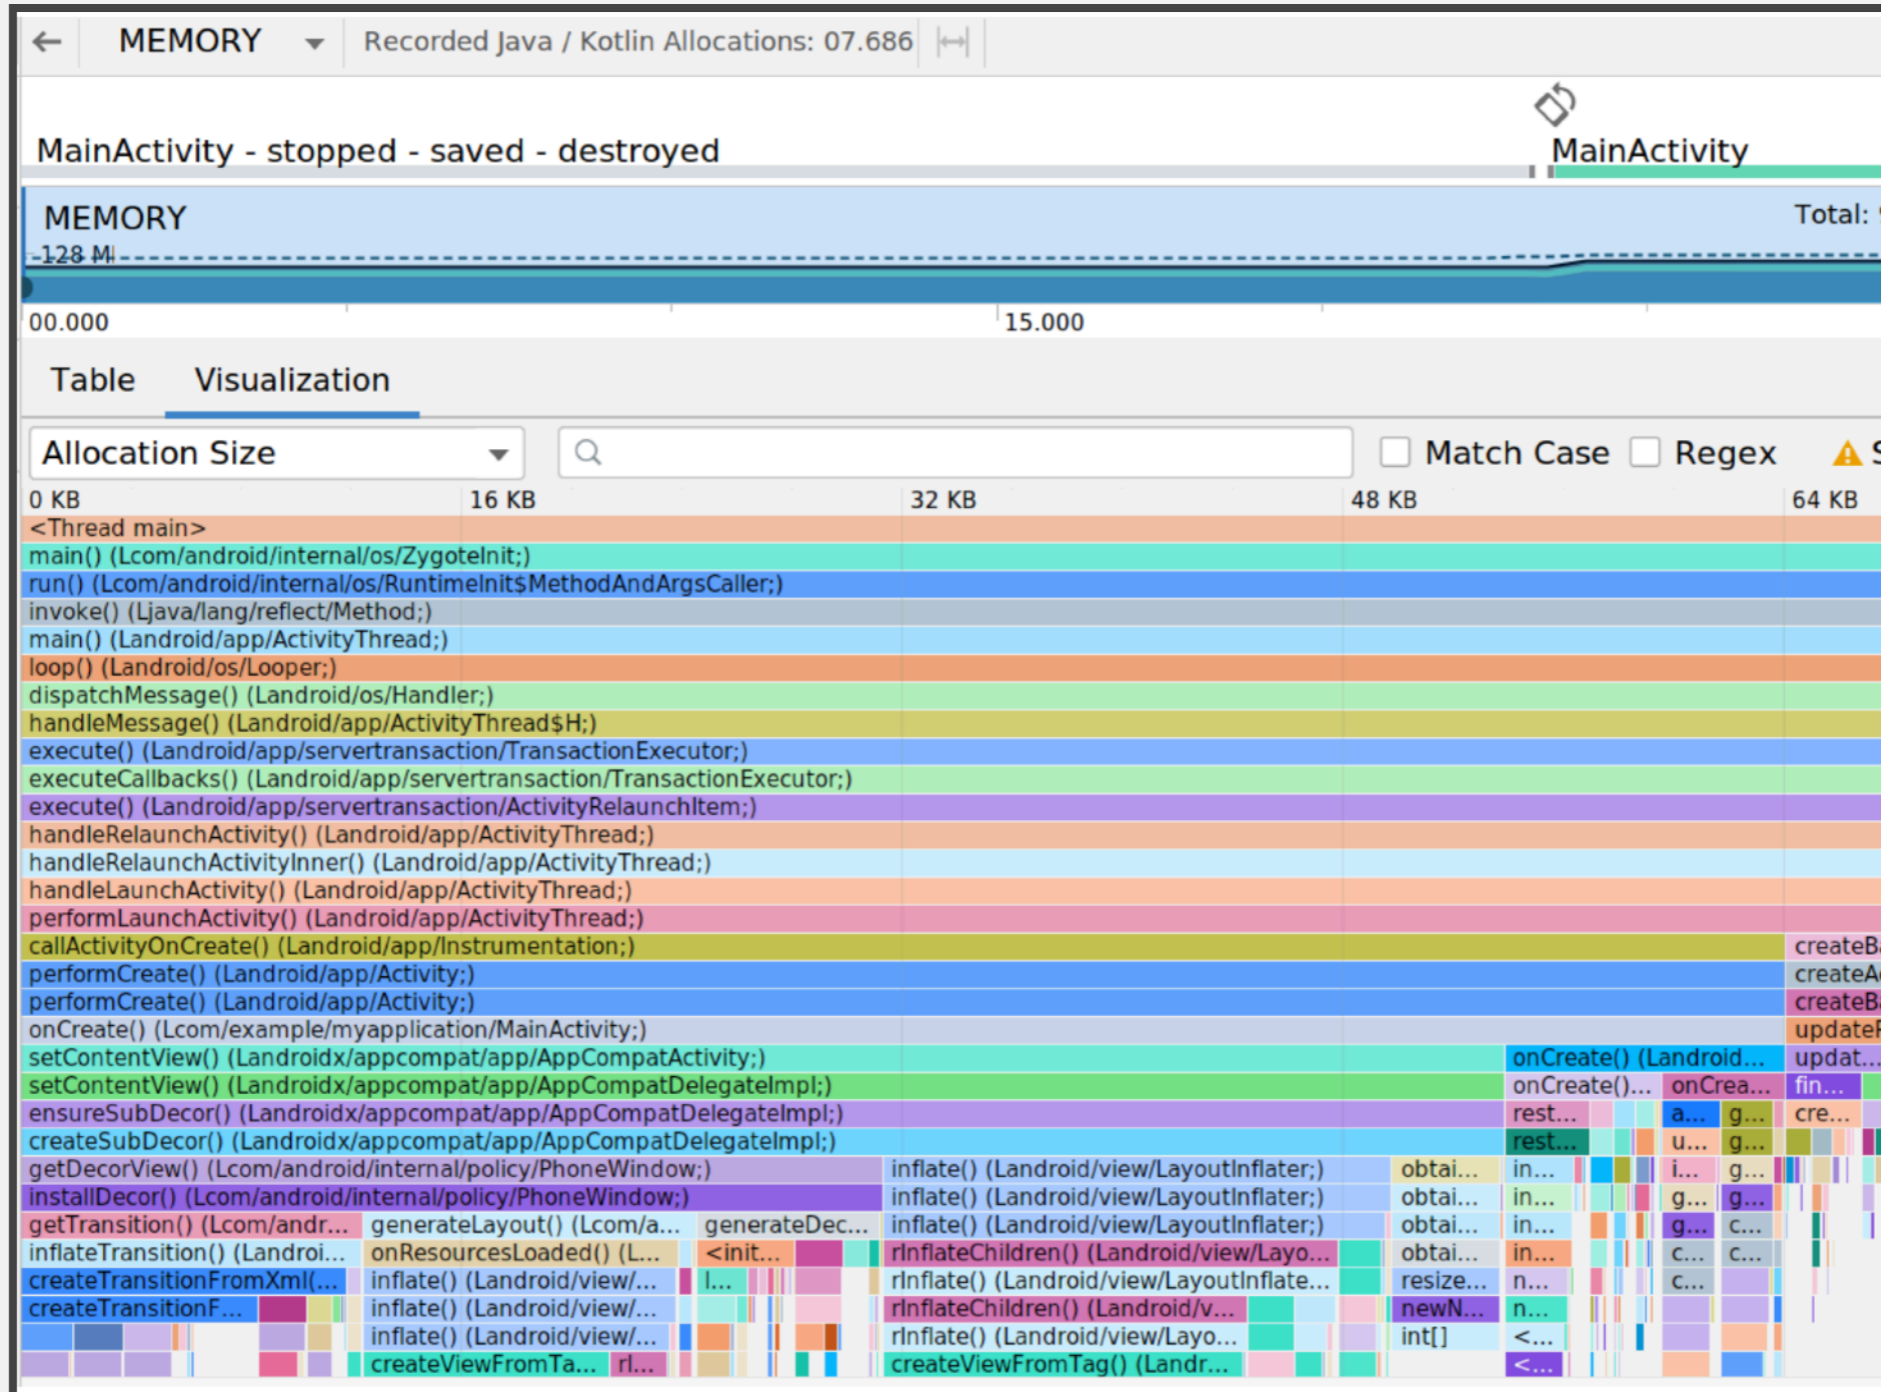 MEMORY Recorded Java / Kotlin Allocations: 07.686
MainActivity - stopped - saved - destroyed MainActivity
MEMORY Total:
128 M
00.000 15.000
Table Visualization
Allocation Size Match Case Regex
0 KB 16 KB 32 KB 48 KB 64 KB
<Thread main>
main() (Lcom/android/internal/os/ZygoteInit;)
run() (Lcom/android/internal/os/RuntimeInit$MethodAndArgsCaller;)
invoke() (Ljava/lang/reflect/Method;)
main() (Landroid/app/ActivityThread;)
loop() (Landroid/os/Looper;)
dispatchMessage() (Landroid/os/Handler;)
handleMessage() (Landroid/app/ActivityThread$H;)
execute() (Landroid/app/servertransaction/TransactionExecutor;)
executeCallbacks() (Landroid/app/servertransaction/TransactionExecutor;)
execute() (Landroid/app/servertransaction/ActivityRelaunchItem;)
handleRelaunchActivity() (Landroid/app/ActivityThread;)
handleRelaunchActivityInner() (Landroid/app/ActivityThread;)
handleLaunchActivity() (Landroid/app/ActivityThread;)
performLaunchActivity() (Landroid/app/ActivityThread;)
callActivityOnCreate() (Landroid/app/Instrumentation;) createB
performCreate() (Landroid/app/Activity;) createA
performCreate() (Landroid/app/Activity;) createB
onCreate() (Lcom/example/myapplication/MainActivity;) update
setContentView() (Landroidx/appcompat/app/AppCompatActivity;) onCreate() (Landroid... updat...
setContentView() (Landroidx/appcompat/app/AppCompatDelegateImpl;) onCreate()... onCrea... fin...
ensureSubDecor() (Landroidx/appcompat/app/AppCompatDelegateImpl;) rest... a... g... cre...
createSubDecor() (Landroidx/appcompat/app/AppCompatDelegateImpl;) rest... u... g...
getDecorView() (Lcom/android/internal/policy/PhoneWindow;) inflate() (Landroid/view/LayoutInflater;) obtai... in... i... g...
installDecor() (Lcom/android/internal/policy/PhoneWindow;) inflate() (Landroid/view/LayoutInflater;) obtai... in... g... g...
getTransition() (Lcom/andr... generateLayout() (Lcom/a... generateDec... inflate() (Landroid/view/LayoutInflater;) obtai... in... g... c...
inflateTransition() (Landroi... onResourcesLoaded() (L... <init... rInflateChildren() (Landroid/view/Layo... obtai... in... c... c...
createTransitionFromXml(... inflate() (Landroid/view/... l... rInflate() (Landroid/view/LayoutInflate... resize... n... c...
createTransitionF... inflate() (Landroid/view/... rInflateChildren() (Landroid/v... newN... n...
inflate() (Landroid/view/... rInflate() (Landroid/view/Layo... int[] <...
createViewFromTa... rI... createViewFromTag() (Landr... <...